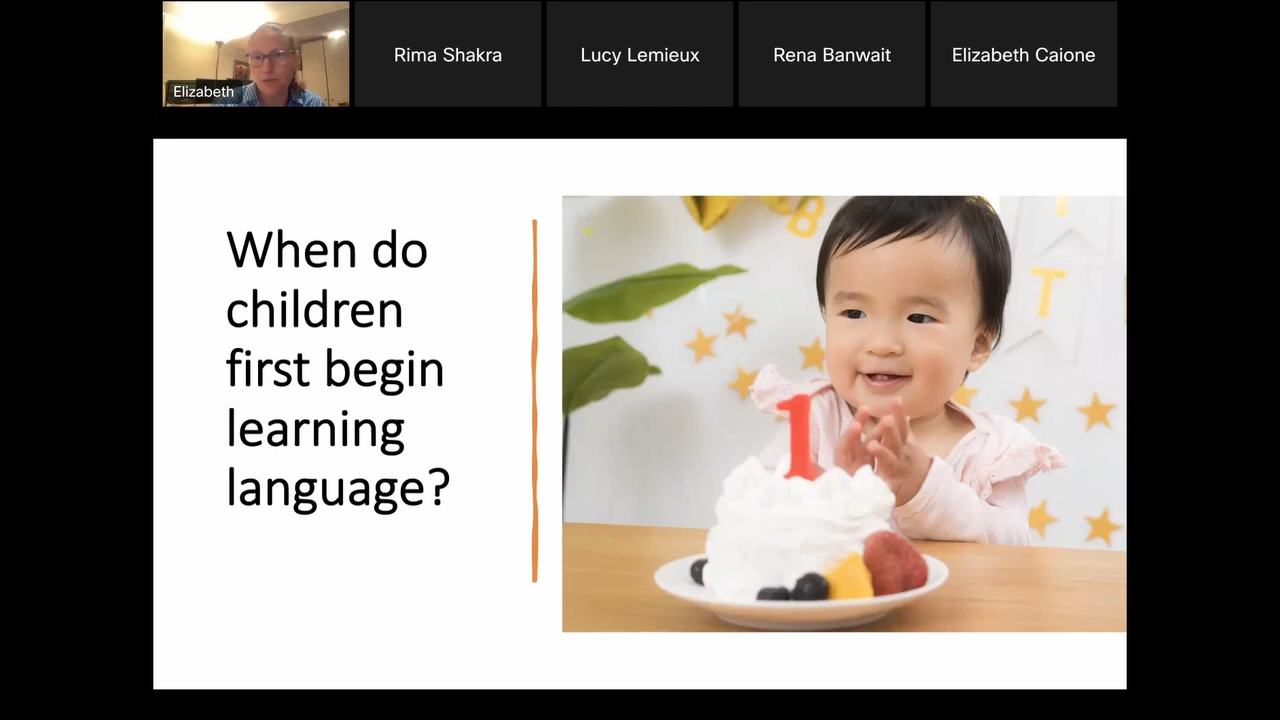 Elizabeth
Rima Shakra
Lucy Lemieux
Rena Banwait
Elizabeth Caione
When do
children
first begin
learning
language?
B
T
1